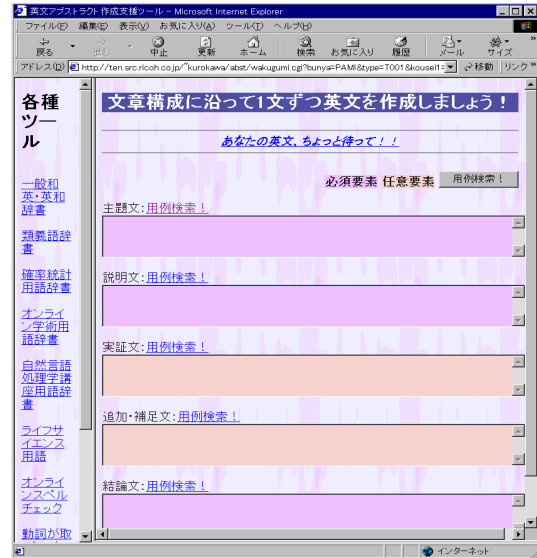 英文アブストラクト作成支援ツール - Microsoft Internet Explorer
ファイル(F) 編集(E) 表示(V) お気に入り(A) ツール(T) ヘルプ(H)
戻る 進む 中止 更新 ホーム 検索 お気に入り 履歴 メール サイズ
アドレス(D) http://ten.src.ricoh.co.jp/~kurokawa/abst/wakugumi.cgi?bunya=PAMI&type=T001&kousei1= 移動 リンク
各種
ツー
ル
一般和
英・英和
辞書
類義語辞
書
確率統計
用語辞書
オンライ
ン学術用
語辞書
自然言語
処理学講
座用語辞
書
ライフサ
イエンス
用語
オンライ
ンスペル
チェック
動詞が取
文章構成に沿って1文ずつ英文を作成しましょう！
あなたの英文、ちょっと待って！！
必須要素 任意要素 用例検索！
主題文:用例検索！
説明文:用例検索！
実証文:用例検索！
追加・補足文:用例検索！
結論文:用例検索！
インターネット